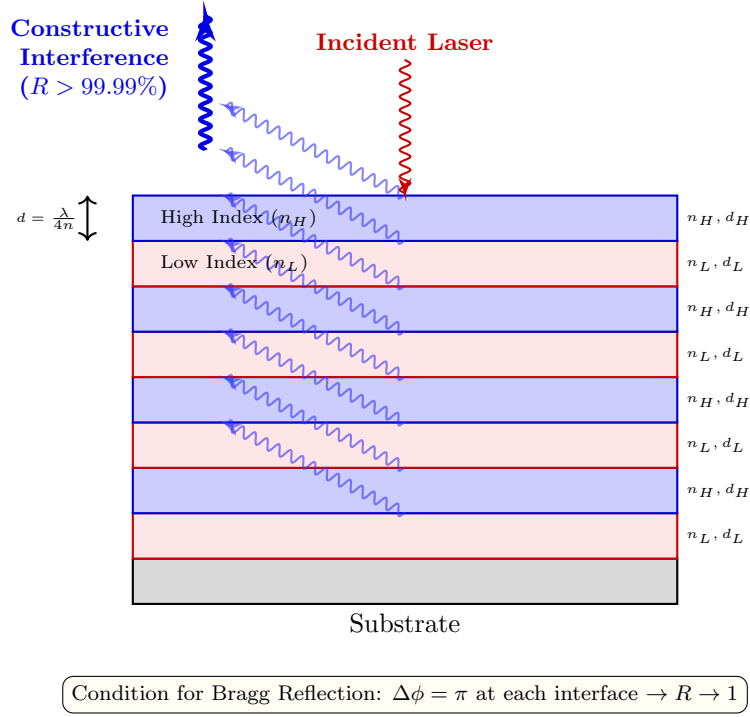 Constructive
Interference
(R > 99.99%)
Incident Laser
d = λ/4n
High Index (n_H)
n_H, d_H
Low Index (n_L)
n_L, d_L
n_H, d_H
n_L, d_L
n_H, d_H
n_L, d_L
n_H, d_H
n_L, d_L
Substrate
Condition for Bragg Reflection: Δϕ = π at each interface → R → 1